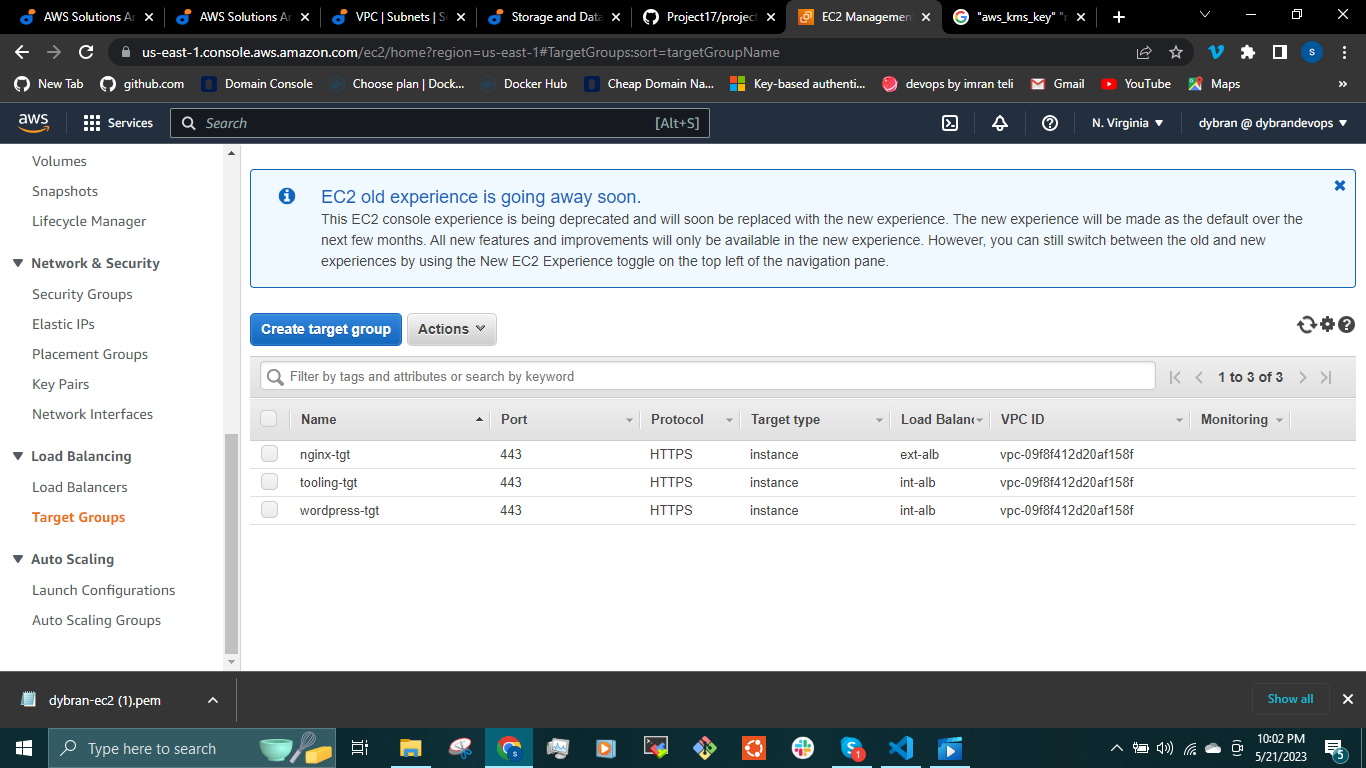 AWS Solutions Ar
AWS Solutions Ar
VPC | Subnets | S
Storage and Data
Project17/project
EC2 Management
"aws_kms_key" "r
us-east-1.console.aws.amazon.com/ec2/home?region=us-east-1#TargetGroups:sort=targetGroupName
s
New Tab
github.com
Domain Console
Choose plan | Dock...
Docker Hub
Cheap Domain Na...
Key-based authenti...
devops by imran teli
Gmail
YouTube
Maps
»
aws
Services
Search
[Alt+S]
N. Virginia
dybran @ dybrandevops
Volumes
Snapshots
Lifecycle Manager
Network & Security
Security Groups
Elastic IPs
Placement Groups
Key Pairs
Network Interfaces
Load Balancing
Load Balancers
Target Groups
Auto Scaling
Launch Configurations
Auto Scaling Groups
EC2 old experience is going away soon.
This EC2 console experience is being deprecated and will soon be replaced with the new experience. The new experience will be made as the default over the
next few months. All new features and improvements will only be available in the new experience. However, you can still switch between the old and new
experiences by using the New EC2 Experience toggle on the top left of the navigation pane.
Create target group
Actions
Filter by tags and attributes or search by keyword
1 to 3 of 3
Name Port Protocol Target type Load Balanc VPC ID Monitoring
nginx-tgt 443 HTTPS instance ext-alb vpc-09f8f412d20af158f
tooling-tgt 443 HTTPS instance int-alb vpc-09f8f412d20af158f
wordpress-tgt 443 HTTPS instance int-alb vpc-09f8f412d20af158f
dybran-ec2 (1).pem
Show all
Type here to search
1
10:02 PM
5/21/2023
5